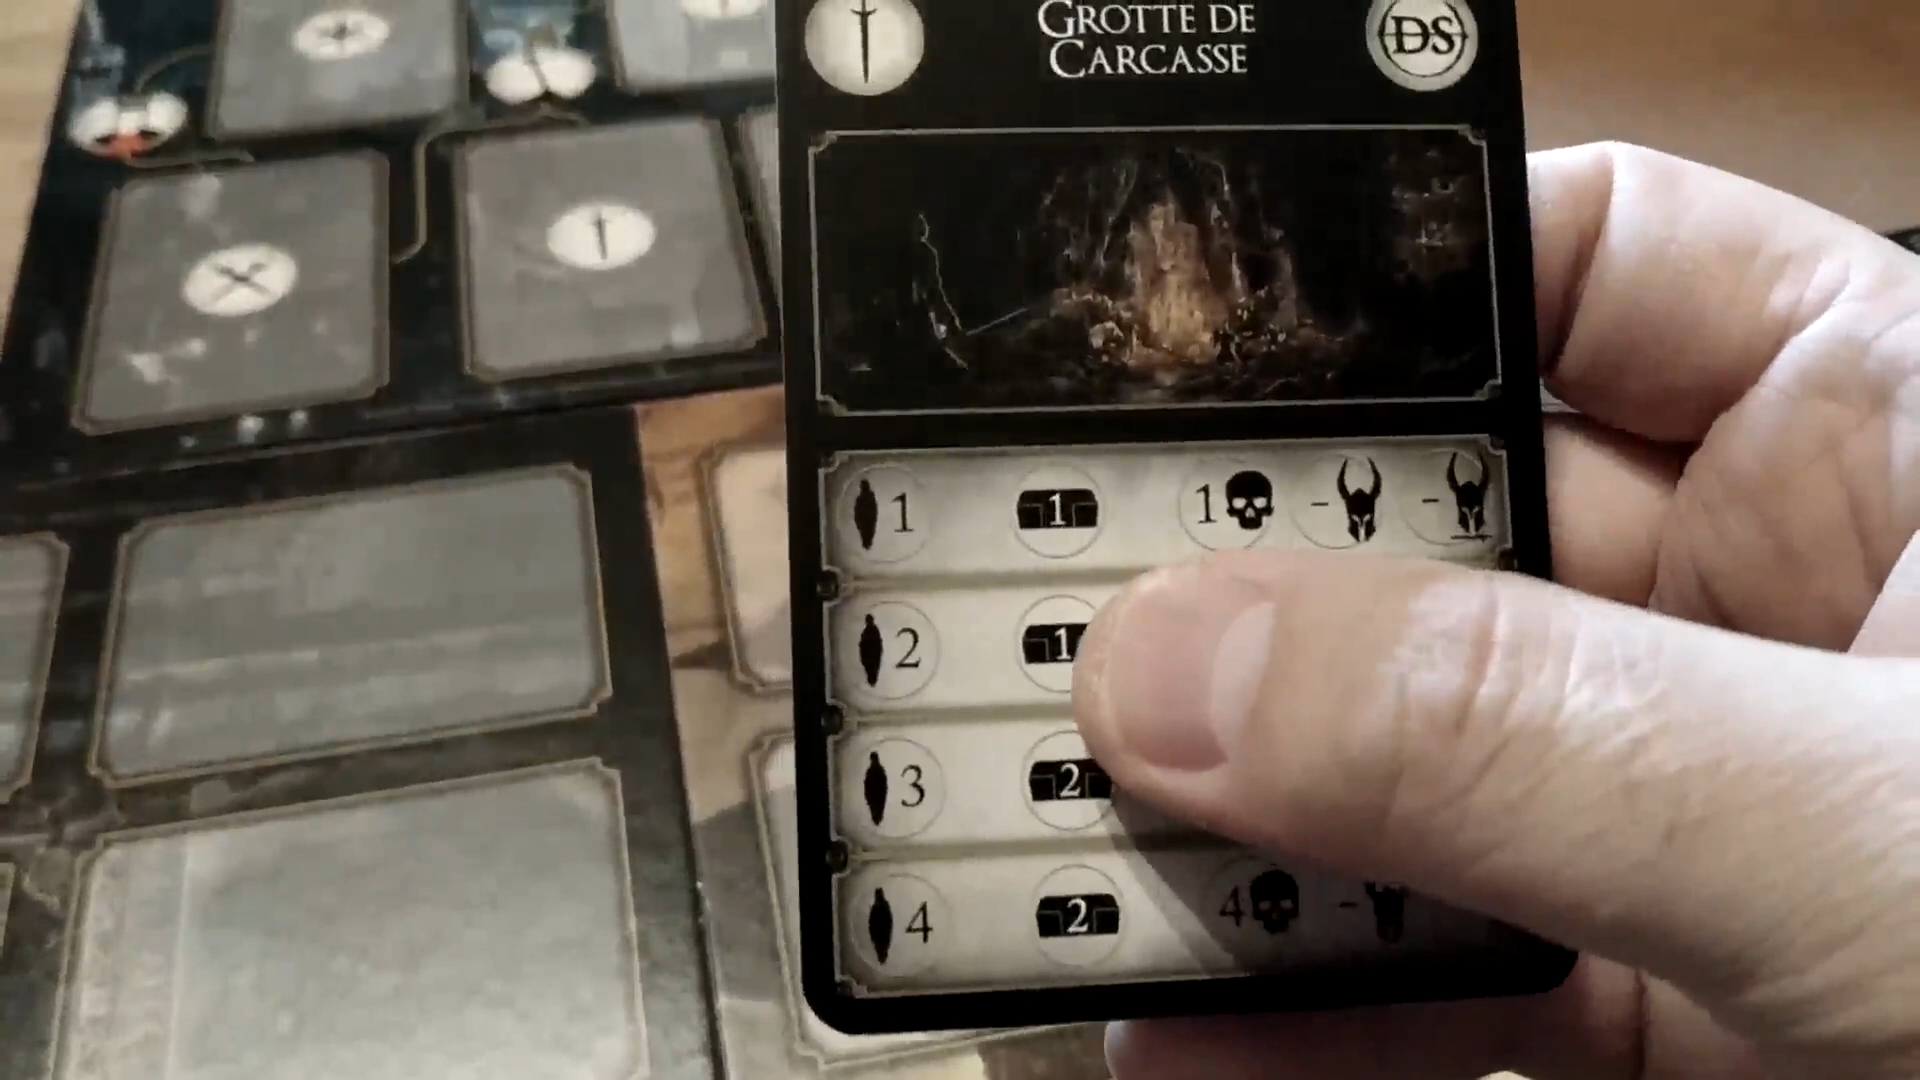 GROTTE DE
CARCASSE
DS
1 1 1 - -
2 1
3 2
4 2 4 -